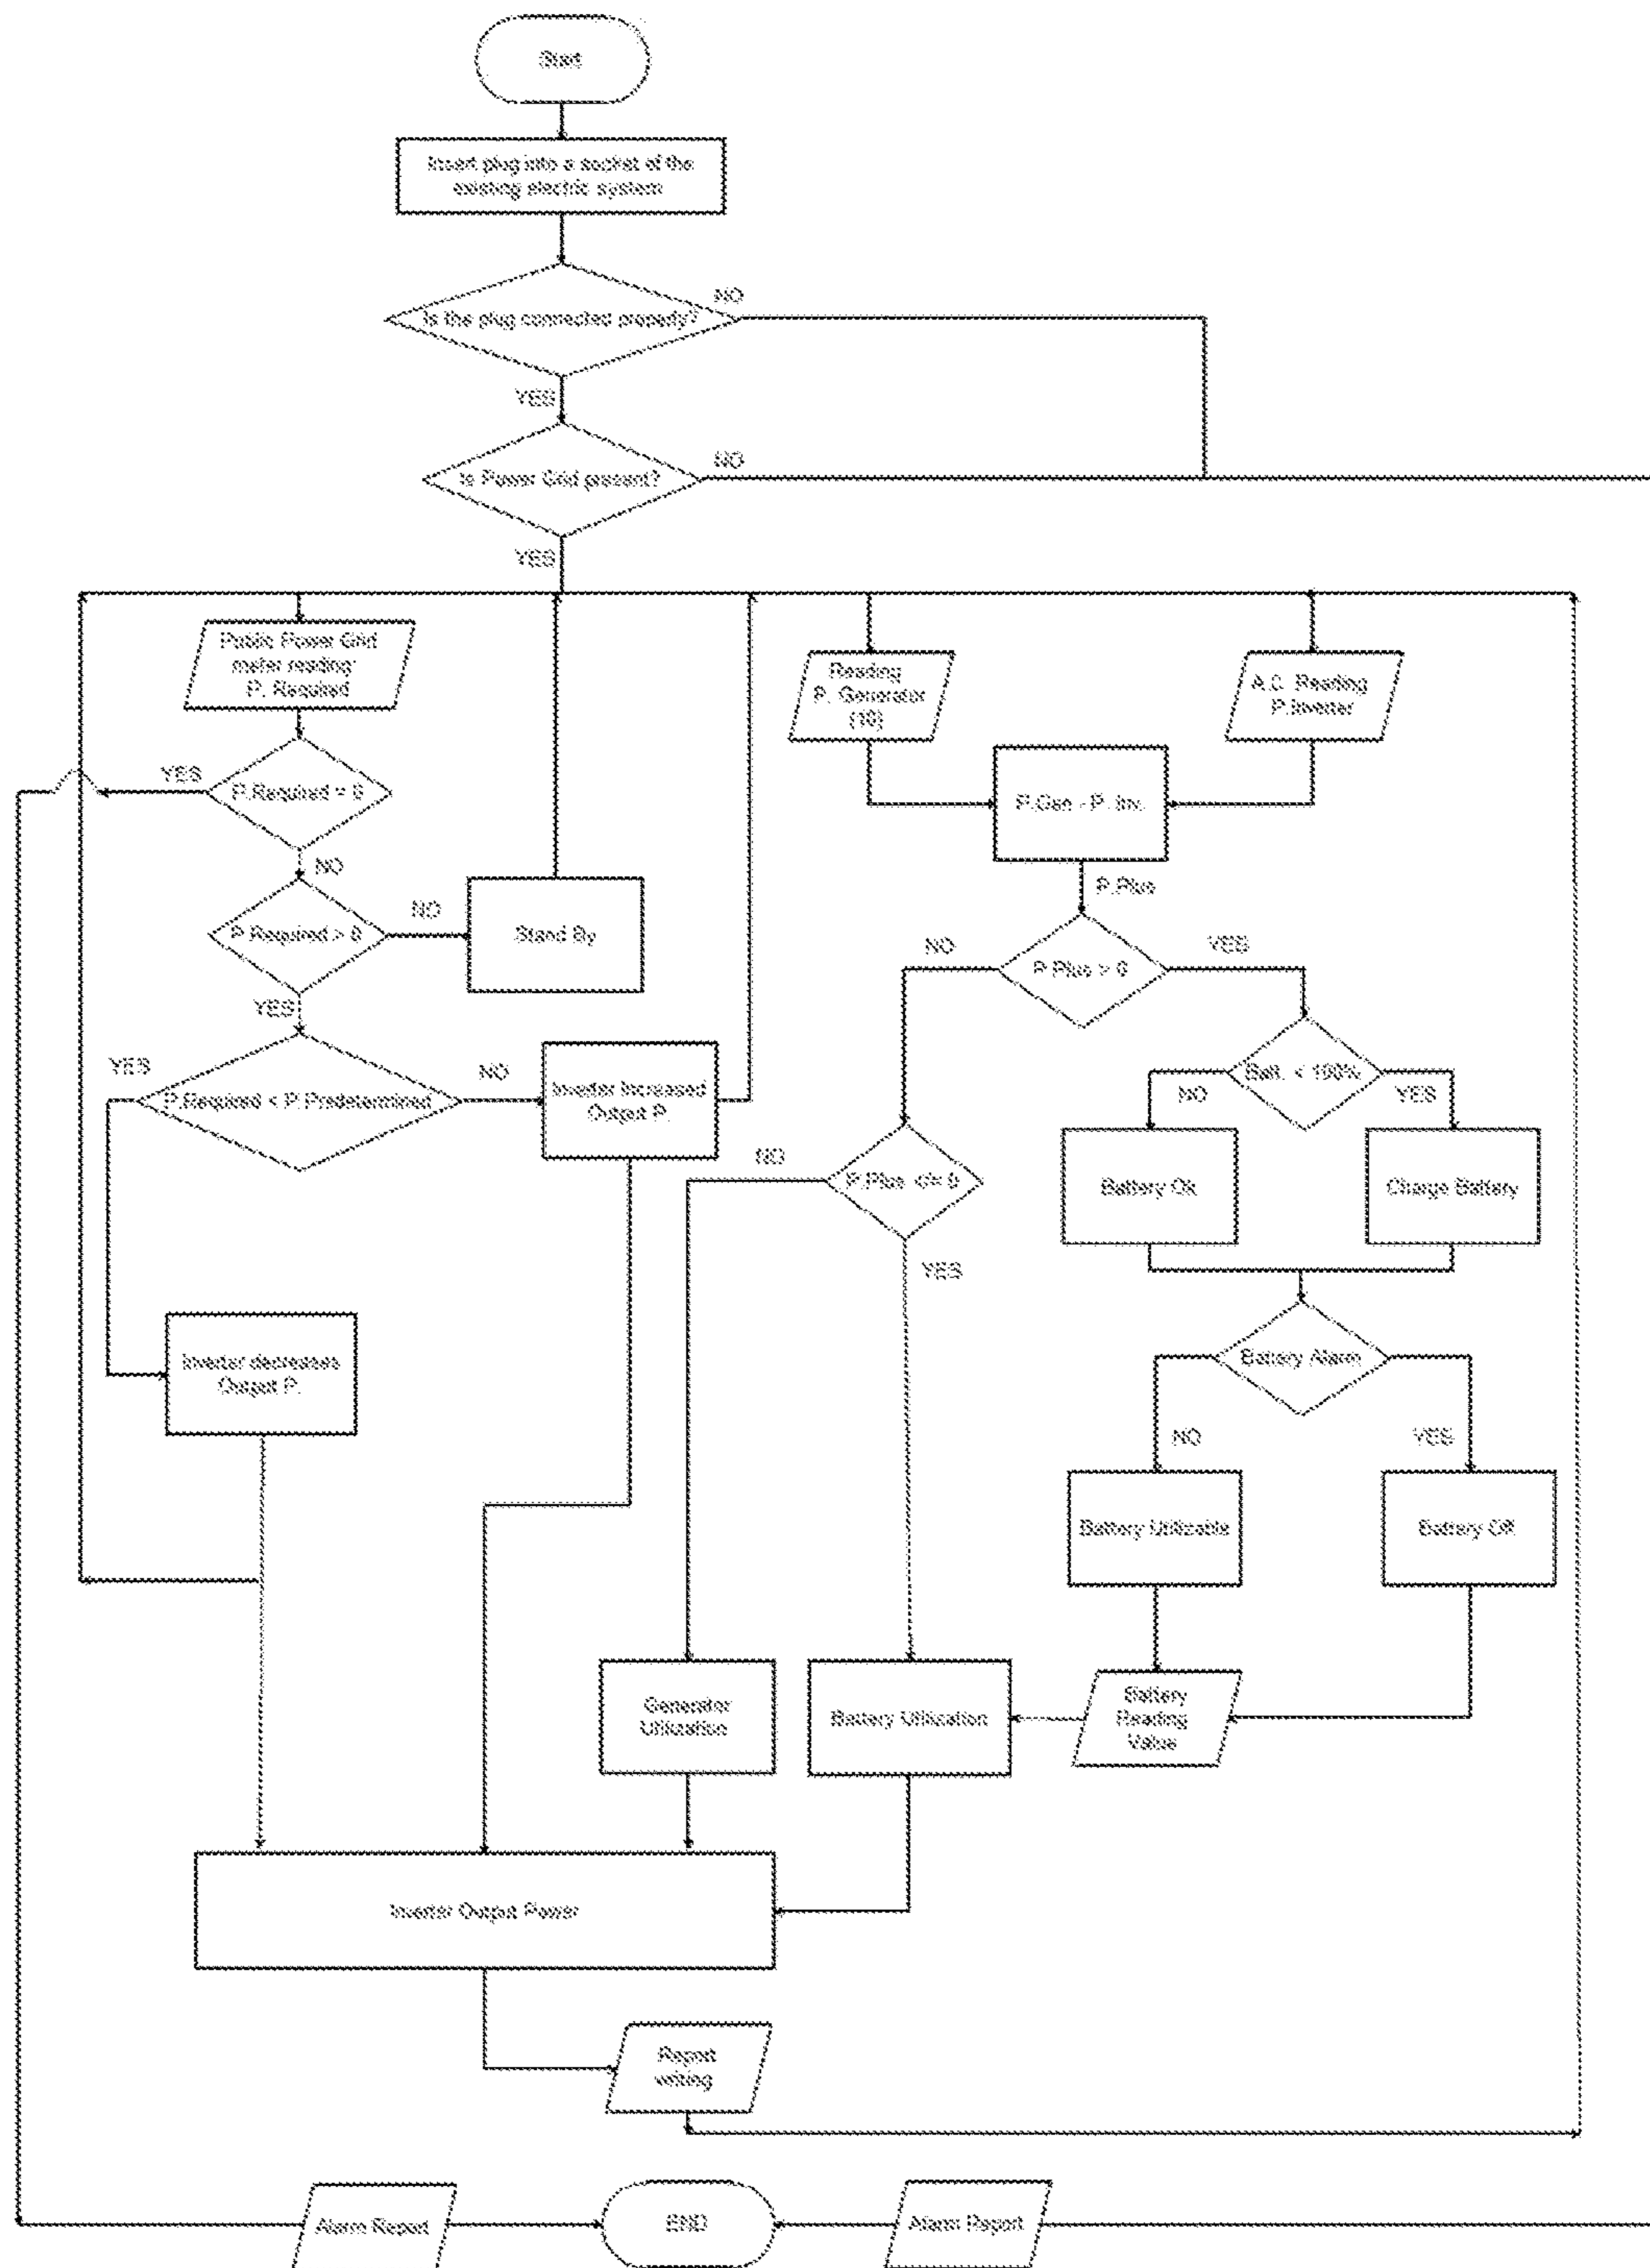 Start
Insert plug into a socket of the
existing electric system
Is the plug connected properly?
NO
YES
Is Power Grid present?
NO
YES
Public Power Grid
meter reading:
P. Required
Reading
P. Generator
(10)
A.C. Reading
P.Inverter
YES
P.Required = 0
P.Gen - P. Inv.
NO
P.Plus
NO
P.Required > 0
Stand By
NO
P.Plus > 0
YES
YES
YES
P.Required < P. Predetermined
NO
Inverter Increased
Output P.
Batt. < 100%
NO
YES
NO
P.Plus
0
Battery Ok
Charge Battery
YES
Inverter decreases
Output P.
Battery Alarm
NO
YES
Battery Utilizable
Battery Off
Generator
Utilization
Battery Utilization
Battery
Reading
Value
Inverter Output Power
Report
writing
Alarm Report
END
Alarm Report